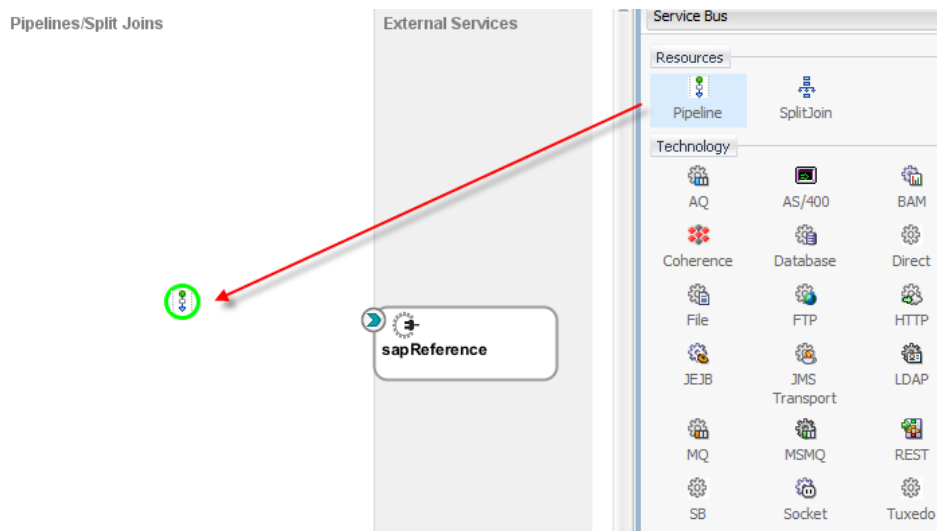 Pipelines/Split Joins
External Services
sapReference
Service Bus
Resources
Pipeline
SplitJoin
Technology
AQ
AS/400
BAM
Coherence
Database
Direct
File
FTP
HTTP
JEJB
JMS
Transport
LDAP
MQ
MSMQ
REST
SB
Socket
Tuxedo